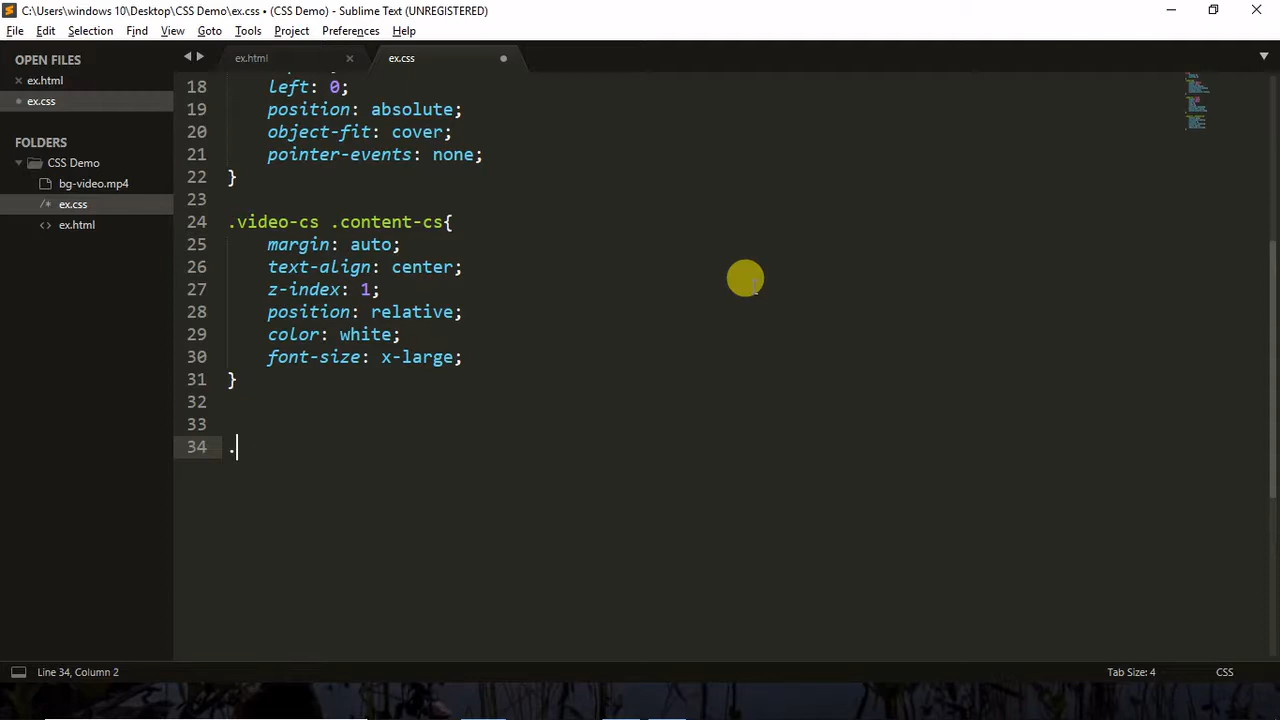 C:\Users\windows 10\Desktop\CSS Demo\ex.css • (CSS Demo) - Sublime Text (UNREGISTERED)
File Edit Selection Find View Goto Tools Project Preferences Help
OPEN FILES
ex.html
ex.css
FOLDERS
CSS Demo
bg-video.mp4
ex.css
ex.html
ex.html
ex.css
18 left: 0;
19 position: absolute;
20 object-fit: cover;
21 pointer-events: none;
22 }
23
24 .video-cs .content-cs{
25 margin: auto;
26 text-align: center;
27 z-index: 1;
28 position: relative;
29 color: white;
30 font-size: x-large;
31 }
32
33
34 .
Line 34, Column 2
Tab Size: 4
CSS